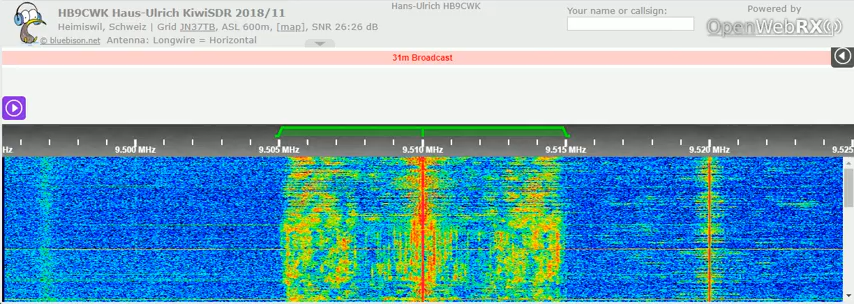 HB9CWK Haus-Ulrich KiwiSDR 2018/11
Hans-Ulrich HB9CWK
Heimiswil, Schweiz | Grid JN37TB, ASL 600m, [map], SNR 26:26 dB
© bluebison.net Antenna: Longwire = Horizontal
Your name or callsign:
Powered by
OpenWebRX
31m Broadcast
Hz 9.500 MHz 9.505 MHz 9.510 MHz 9.515 MHz 9.520 MHz 9.525